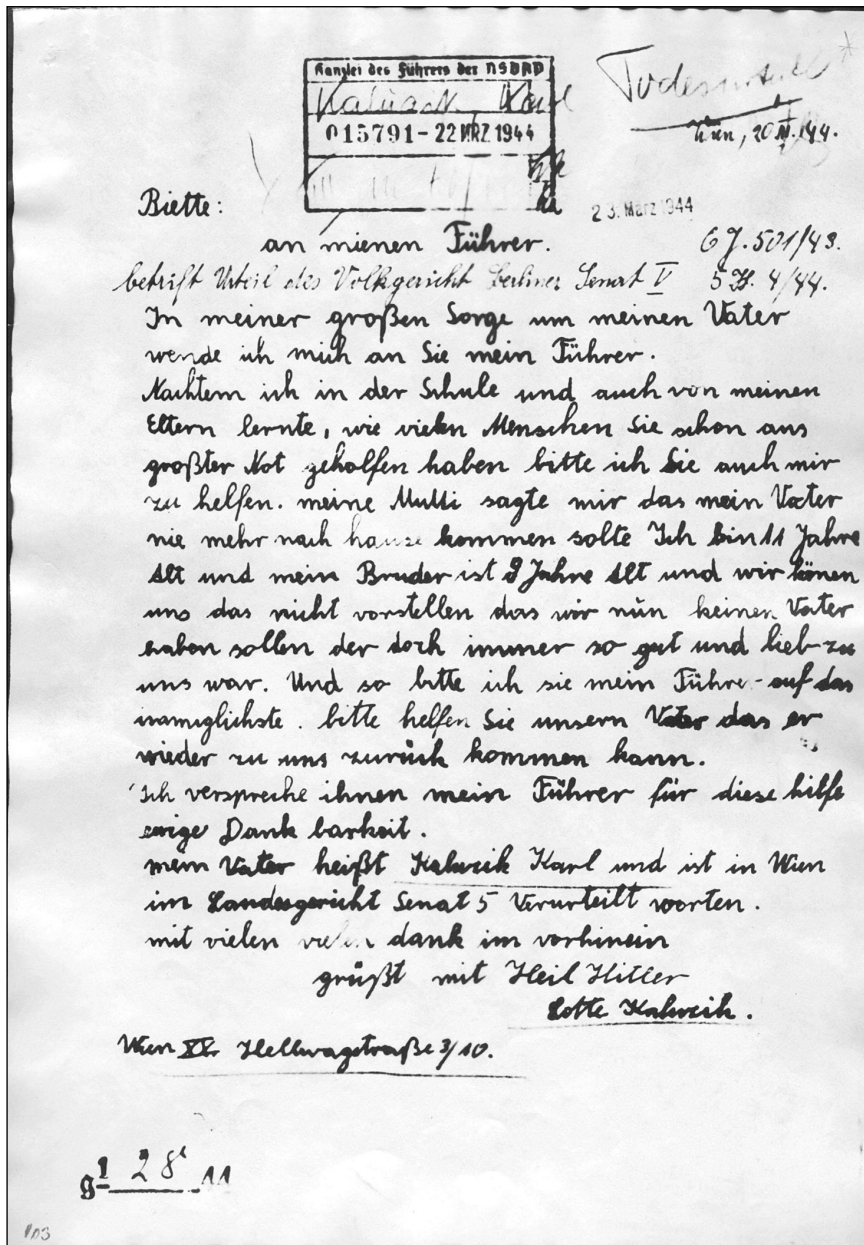 Kanzlei des Führers der NSDAP
Karl
Todesurteil
015791-22 MRZ 1944
Wien, 20.III.44.
Biette:
23. März 1944
an mienen Führer.
6 J. 501/43.
betrift Urteil des Volkgericht Berliner Senat V 5 H. 4/44.
In meiner großen Sorge um meinen Vater
wende ich mich an Sie mein Führer.
Nachtem ich in der Schule und auch von meinen
Eltern lernte, wie vielen Menschen Sie schon aus
großter Not geholfen haben bitte ich Sie auch mir
zu helfen. meine Mutti sagte mir das mein Vater
nie mehr nach hause kommen solte Ich bin 11 Jahre
Alt und mein Bruder ist 9 Jahre Alt und wir könen
uns das nicht vorstellen das wir nun keinen Vater
haben sollen der doch immer so gut und lieb zu
uns war. Und so bitte ich sie mein Führer auf das
bitte helfen Sie unsern Vater das er
wieder zu uns zurück kommen kann.
Ich verspreche ihnen mein Führer für diese hilfe
ewige Dank barkeit.
mein Vater heißt Kalweik Karl und ist in Wien
im Landesgericht Senat 5 Verurteilt worten.
mit vielen vielen dank im vorhinein
grüßt mit Heil Hitler
Lotte Kalweik.
Wien XX. Hellwagstraße 3/10.
g 1 28 11
103